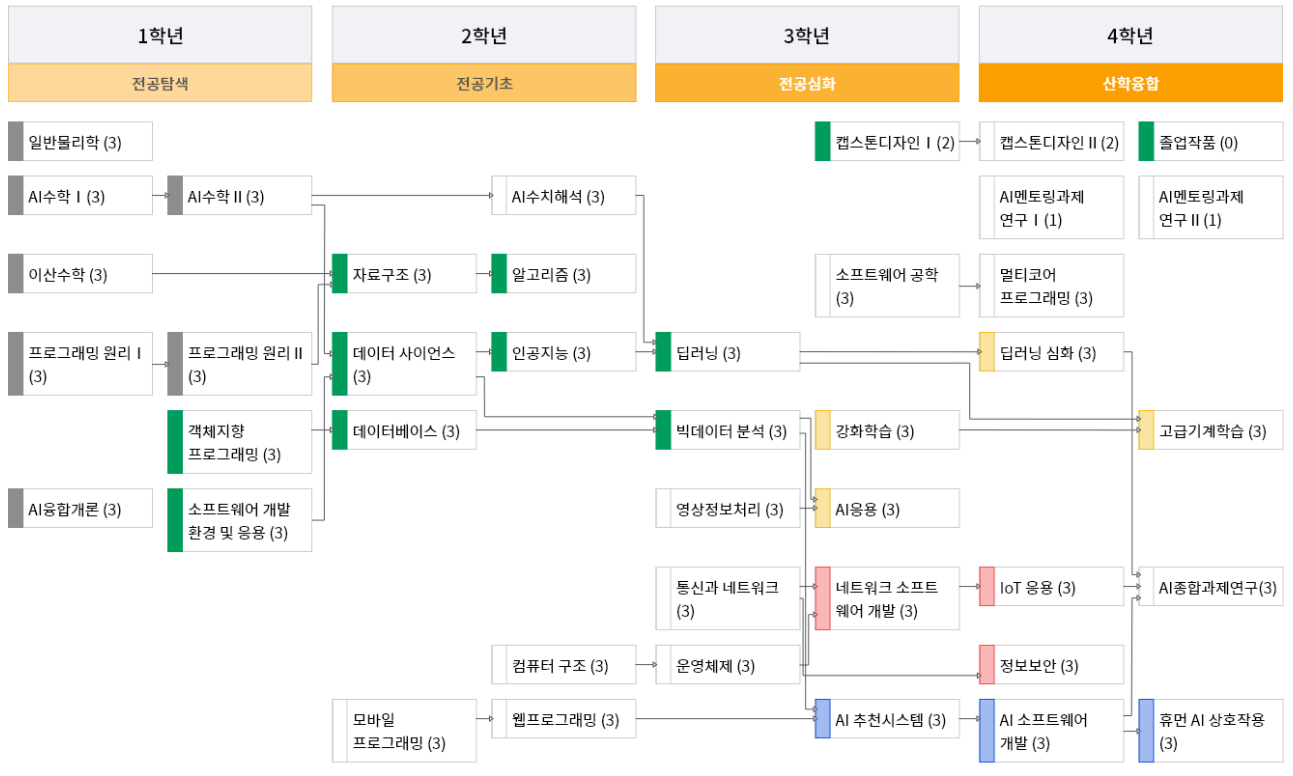 1학년
2학년
3학년
4학년
전공탐색
전공기초
전공심화
산학융합
일반물리학 (3)
캡스톤디자인 Ⅰ (2)
캡스톤디자인 Ⅱ (2)
졸업작품 (0)
AI수학 Ⅰ (3)
AI수학 Ⅱ (3)
AI수치해석 (3)
AI멘토링과제
연구 Ⅰ (1)
AI멘토링과제
연구 Ⅱ (1)
이산수학 (3)
자료구조 (3)
알고리즘 (3)
소프트웨어 공학
(3)
멀티코어
프로그래밍 (3)
프로그래밍 원리 Ⅰ
(3)
프로그래밍 원리 Ⅱ
(3)
데이터 사이언스
(3)
인공지능 (3)
딥러닝 (3)
딥러닝 심화 (3)
객체지향
프로그래밍 (3)
데이터베이스 (3)
빅데이터 분석 (3)
강화학습 (3)
고급기계학습 (3)
AI융합개론 (3)
소프트웨어 개발
환경 및 응용 (3)
영상정보처리 (3)
AI응용 (3)
통신과 네트워크
(3)
네트워크 소프트
웨어 개발 (3)
IoT 응용 (3)
AI종합과제연구(3)
컴퓨터 구조 (3)
운영체제 (3)
정보보안 (3)
모바일
프로그래밍 (3)
웹프로그래밍 (3)
AI 추천시스템 (3)
AI 소프트웨어
개발 (3)
휴먼 AI 상호작용
(3)